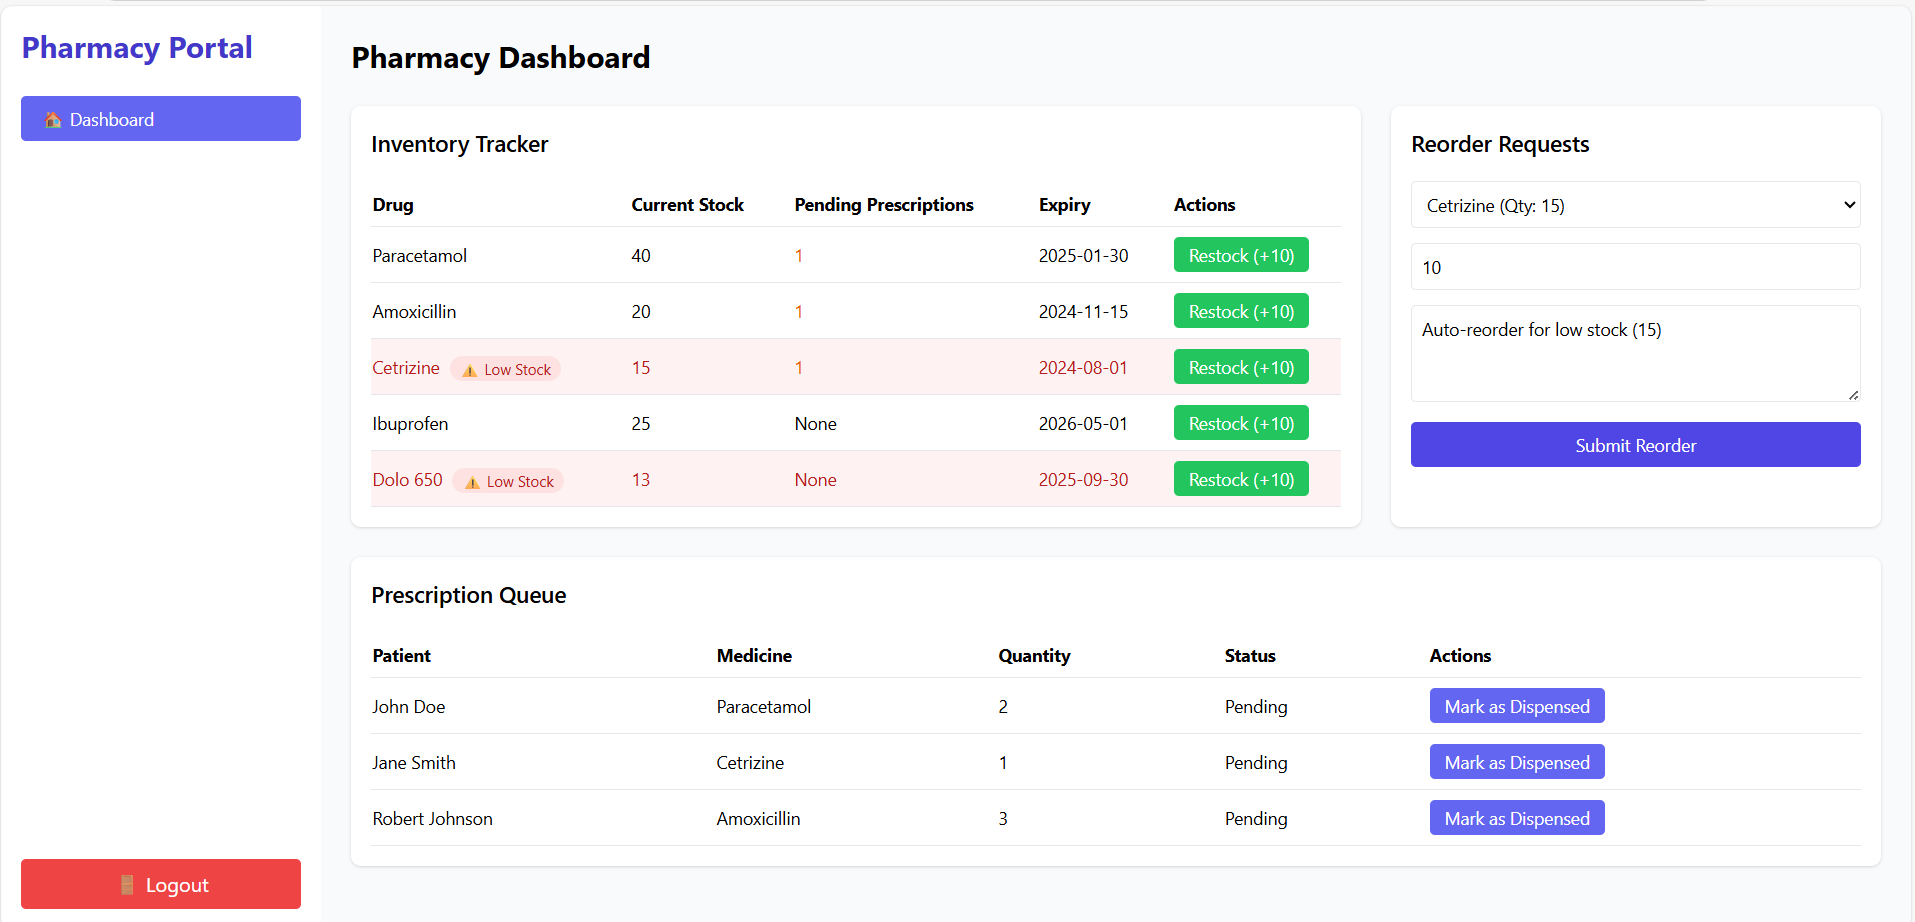 Pharmacy Portal
🏠 Dashboard
Logout
Pharmacy Dashboard
Inventory Tracker
Drug Current Stock Pending Prescriptions Expiry Actions
Paracetamol 40 1 2025-01-30 Restock (+10)
Amoxicillin 20 1 2024-11-15 Restock (+10)
Cetrizine ⚠️ Low Stock 15 1 2024-08-01 Restock (+10)
Ibuprofen 25 None 2026-05-01 Restock (+10)
Dolo 650 ⚠️ Low Stock 13 None 2025-09-30 Restock (+10)
Reorder Requests
Cetrizine (Qty: 15)
10
Auto-reorder for low stock (15)
Submit Reorder
Prescription Queue
Patient Medicine Quantity Status Actions
John Doe Paracetamol 2 Pending Mark as Dispensed
Jane Smith Cetrizine 1 Pending Mark as Dispensed
Robert Johnson Amoxicillin 3 Pending Mark as Dispensed